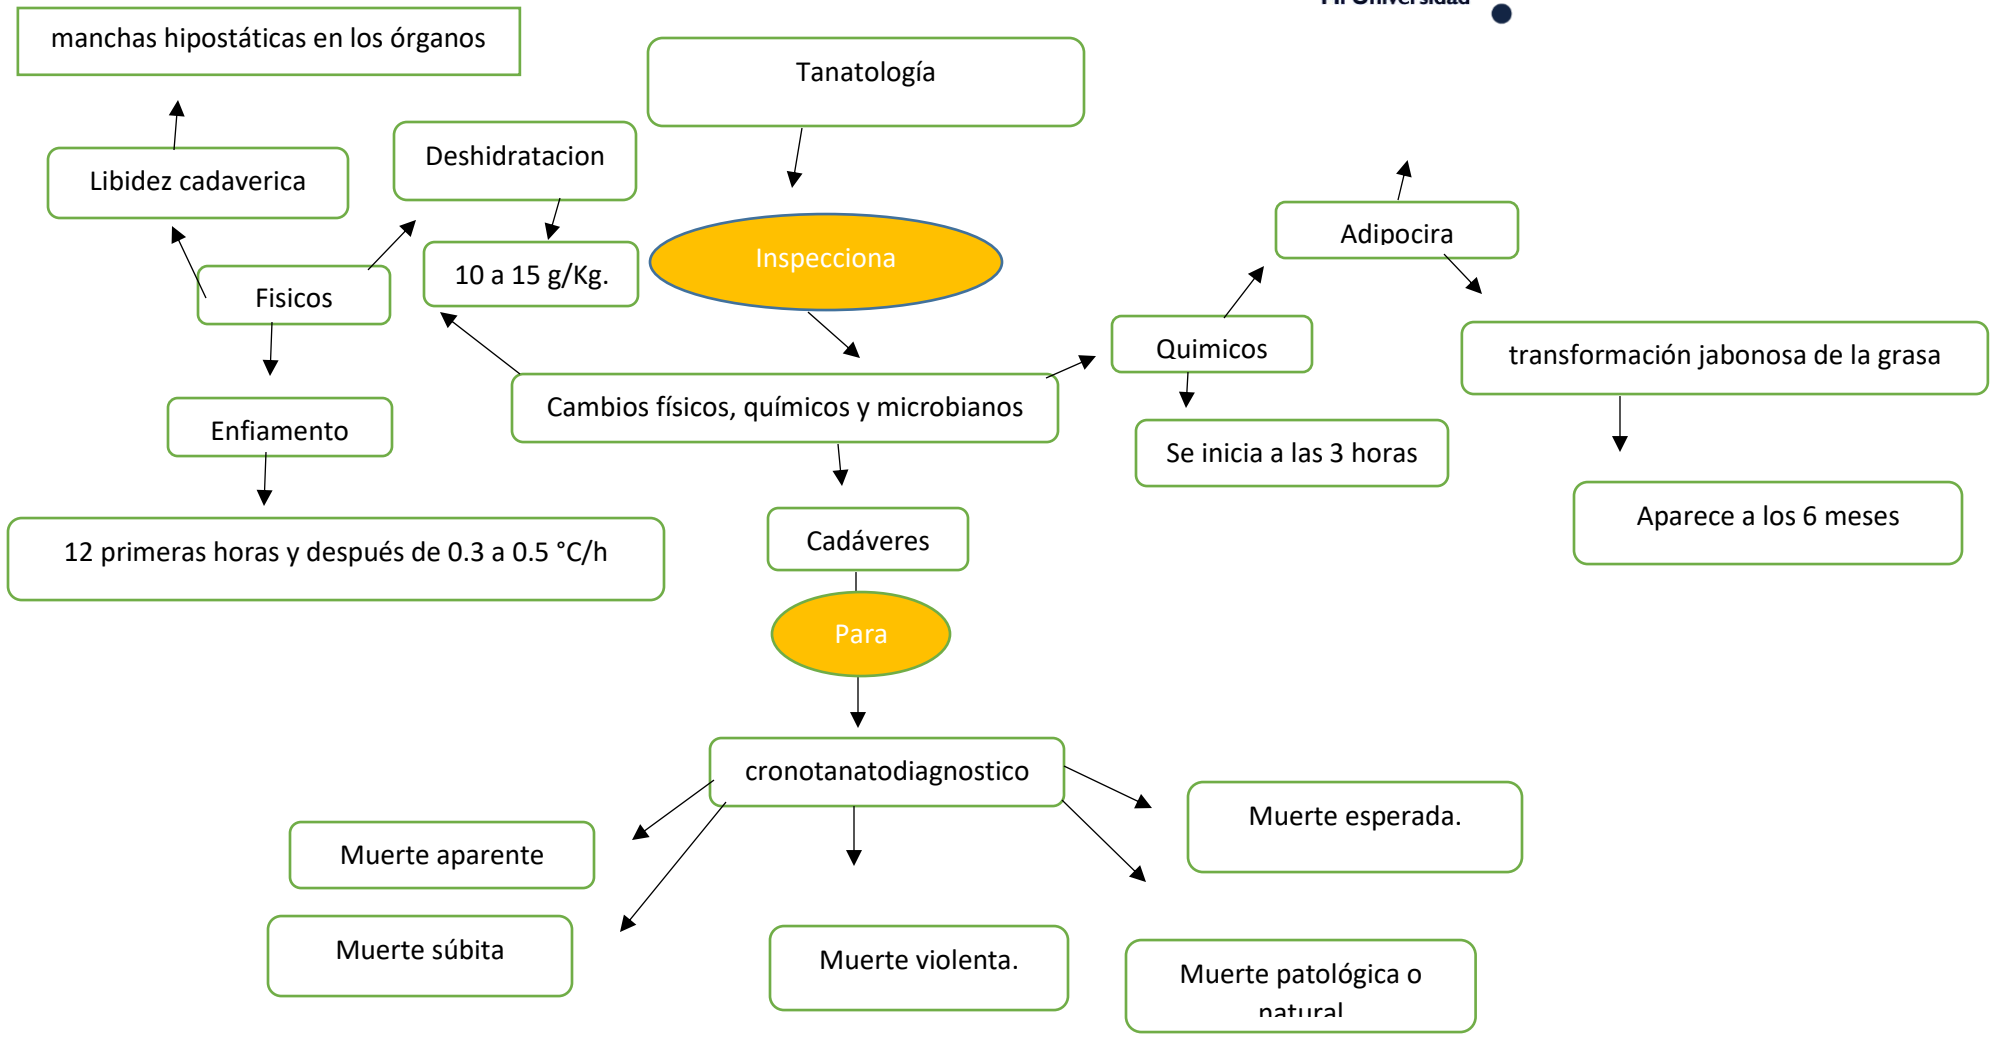 Mi Universidad
manchas hipostáticas en los órganos
Tanatología
Deshidratacion
Libidez cadaverica
Adipocira
Inspecciona
10 a 15 g/Kg.
Fisicos
Quimicos
transformación jabonosa de la grasa
Cambios físicos, químicos y microbianos
Enfiamento
Se inicia a las 3 horas
Aparece a los 6 meses
12 primeras horas y después de 0.3 a 0.5 °C/h
Cadáveres
Para
cronotanatodiagnostico
Muerte esperada.
Muerte aparente
Muerte súbita
Muerte violenta.
Muerte patológica o
natural